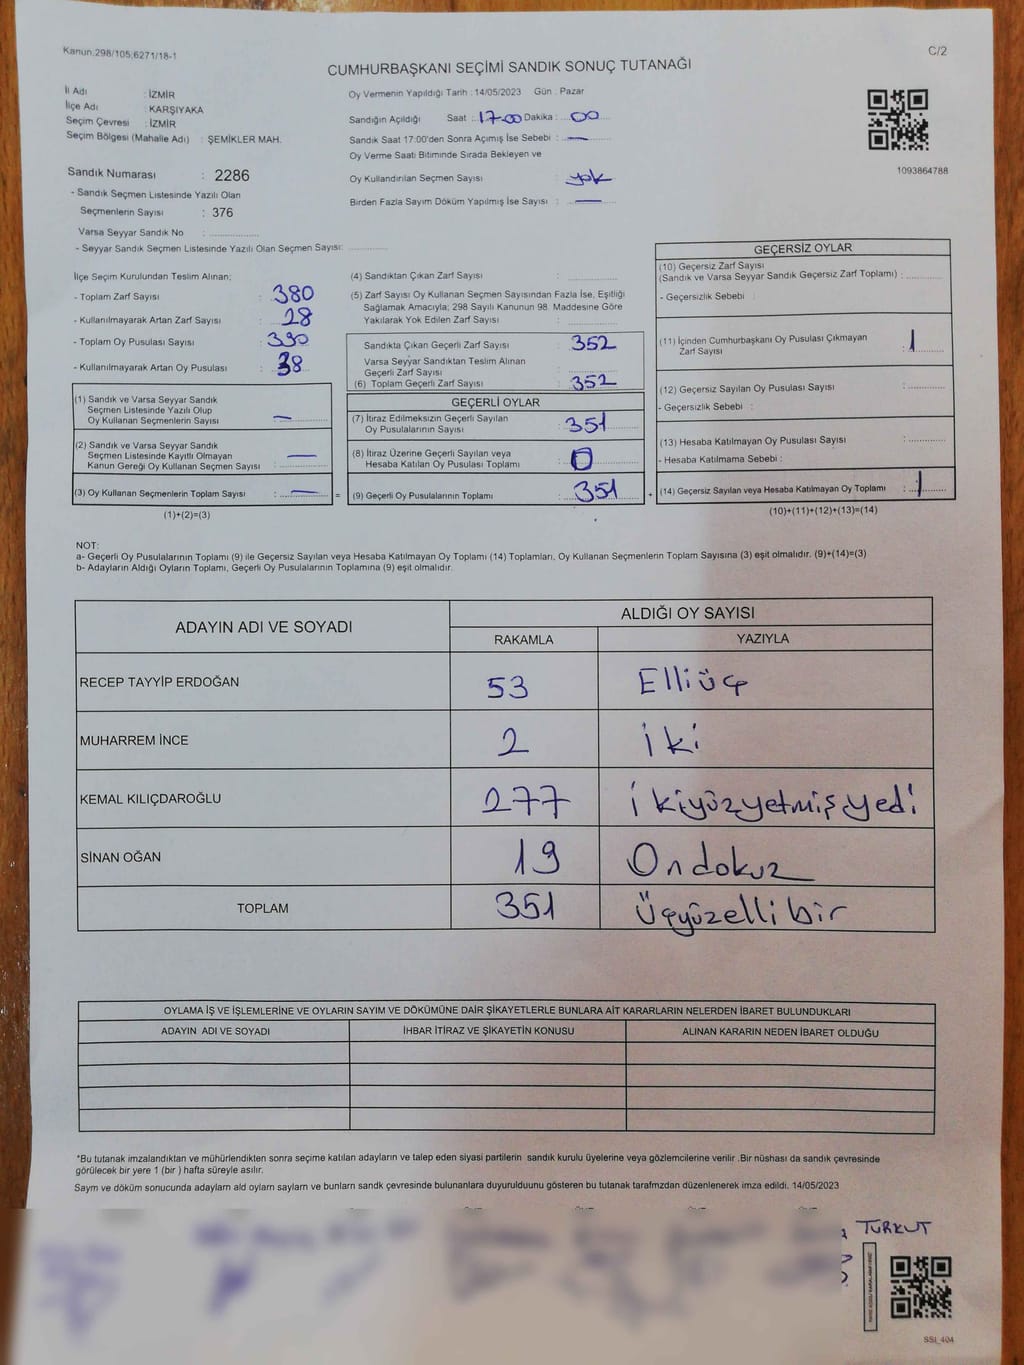 Kanun.298/105,6271/18-1
C/2
CUMHURBAŞKANI SEÇİMİ SANDIK SONUÇ TUTANAĞI
İl Adı : İZMİR
İlçe Adı : KARŞIYAKA
Seçim Çevresi : İZMİR
Seçim Bölgesi (Mahalle Adı) : ŞEMİKLER MAH.
Sandık Numarası : 2286
- Sandık Seçmen Listesinde Yazılı Olan
Seçmenlerin Sayısı : 376
Varsa Seyyar Sandık No :
- Seyyar Sandık Seçmen Listesinde Yazılı Olan Seçmen Sayısı:
Oy Vermenin Yapıldığı Tarih : 14/05/2023 Gün : Pazar
Sandığın Açıldığı Saat : 17-00 Dakika : 00
Sandık Saat 17:00'den Sonra Açımış İse Sebebi : —
Oy Verme Saati Bitiminde Sırada Bekleyen ve
Oy Kullandırılan Seçmen Sayısı : yok
Birden Fazla Sayım Döküm Yapılmış İse Sayısı : —
1093864788
İlçe Seçim Kurulundan Teslim Alınan;
- Toplam Zarf Sayısı : 380
- Kullanılmayarak Artan Zarf Sayısı : 28
- Toplam Oy Pusulası Sayısı : 390
- Kullanılmayarak Artan Oy Pusulası : 38
(1) Sandık ve Varsa Seyyar Sandık
Seçmen Listesinde Yazılı Olup
Oy Kullanan Seçmenlerin Sayısı : —
(2) Sandık ve Varsa Seyyar Sandık
Seçmen Listesinde Kayıtlı Olmayan
Kanun Gereği Oy Kullanan Seçmen Sayısı : —
(3) Oy Kullanan Seçmenlerin Toplam Sayısı : — =
(1)+(2)=(3)
(4) Sandıktan Çıkan Zarf Sayısı :
(5) Zarf Sayısı Oy Kullanan Seçmen Sayısından Fazla İse, Eşitliği
Sağlamak Amacıyla; 298 Sayılı Kanunun 98. Maddesine Göre
Yakılarak Yok Edilen Zarf Sayısı :
Sandıkta Çıkan Geçerli Zarf Sayısı : 352
Varsa Seyyar Sandıktan Teslim Alınan
Geçerli Zarf Sayısı :
(6) Toplam Geçerli Zarf Sayısı : 352
GEÇERLİ OYLAR
(7) İtiraz Edilmeksizin Geçerli Sayılan
Oy Pusulalarının Sayısı : 351
(8) İtiraz Üzerine Geçerli Sayılan veya
Hesaba Katılan Oy Pusulası Toplamı : 0
(9) Geçerli Oy Pusulalarının Toplamı : 351 +
GEÇERSİZ OYLAR
(10) Geçersiz Zarf Sayısı
(Sandık ve Varsa Seyyar Sandık Geçersiz Zarf Toplamı) :
- Geçersizlik Sebebi :
(11) İçinden Cumhurbaşkanı Oy Pusulası Çıkmayan
Zarf Sayısı : 1
(12) Geçersiz Sayılan Oy Pusulası Sayısı :
- Geçersizlik Sebebi :
(13) Hesaba Katılmayan Oy Pusulası Sayısı :
- Hesaba Katılmama Sebebi :
(14) Geçersiz Sayılan veya Hesaba Katılmayan Oy Toplamı : 1
(10)+(11)+(12)+(13)=(14)
NOT:
a- Geçerli Oy Pusulalarının Toplamı (9) ile Geçersiz Sayılan veya Hesaba Katılmayan Oy Toplamı (14) Toplamları, Oy Kullanan Seçmenlerin Toplam Sayısına (3) eşit olmalıdır. (9)+(14)=(3)
b- Adayların Aldığı Oyların Toplamı, Geçerli Oy Pusulalarının Toplamına (9) eşit olmalıdır.
ADAYIN ADI VE SOYADI
ALDIĞI OY SAYISI
RAKAMLA YAZIYLA
RECEP TAYYİP ERDOĞAN 53 Elliüç
MUHARREM İNCE 2 iki
KEMAL KILIÇDAROĞLU 277 ikiyüzyetmişyedi
SİNAN OĞAN 19 Ondokuz
TOPLAM 351 Üçyüzellibir
OYLAMA İŞ VE İŞLEMLERİNE VE OYLARIN SAYIM VE DÖKÜMÜNE DAİR ŞİKAYETLERLE BUNLARA AİT KARARLARIN NELERDEN İBARET BULUNDUKLARI
ADAYIN ADI VE SOYADI İHBAR İTİRAZ VE ŞİKAYETİN KONUSU ALINAN KARARIN NEDEN İBARET OLDUĞU
*Bu tutanak imzalandıktan ve mühürlendikten sonra seçime katılan adayların ve talep eden siyasi partilerin sandık kurulu üyelerine veya gözlemcilerine verilir .Bir nüshası da sandık çevresinde
görülecek bir yere 1 (bir ) hafta süreyle asılır.
Saym ve döküm sonucunda adaylarn ald oylarn saylarn ve bunlarn sandk çevresinde bulunanlara duyurulduunu gösteren bu tutanak tarafmzdan düzenlenerek imza edildi. 14/05/2023
TURKUT
SSI_404